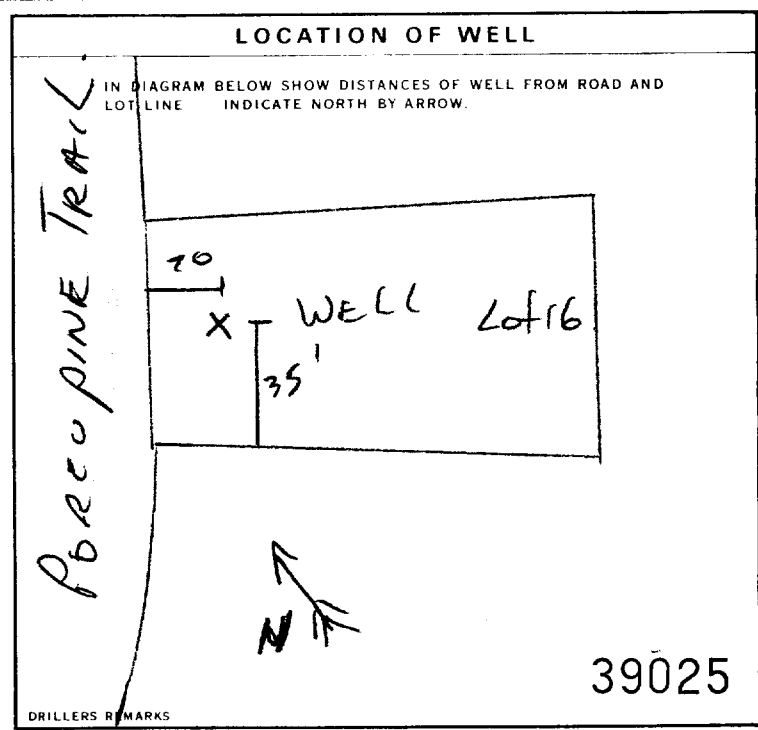 LOCATION OF WELL
IN DIAGRAM BELOW SHOW DISTANCES OF WELL FROM ROAD AND
LOT LINE INDICATE NORTH BY ARROW.
PORCUPINE TRAIL
X WELL
Lot 16
35'
N
39025
DRILLERS REMARKS